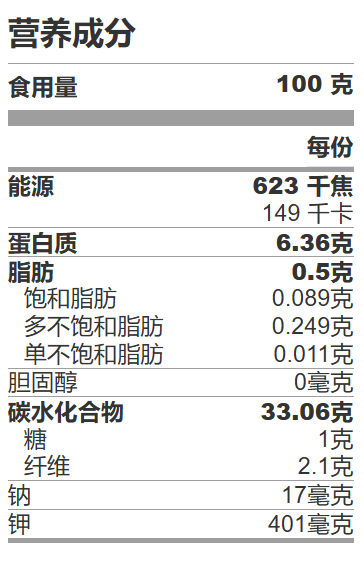 营养成分
食用量 100 克
每份
能源 623 千焦
149 千卡
蛋白质 6.36克
脂肪 0.5克
饱和脂肪 0.089克
多不饱和脂肪 0.249克
单不饱和脂肪 0.011克
胆固醇 0毫克
碳水化合物 33.06克
糖 1克
纤维 2.1克
钠 17毫克
钾 401毫克